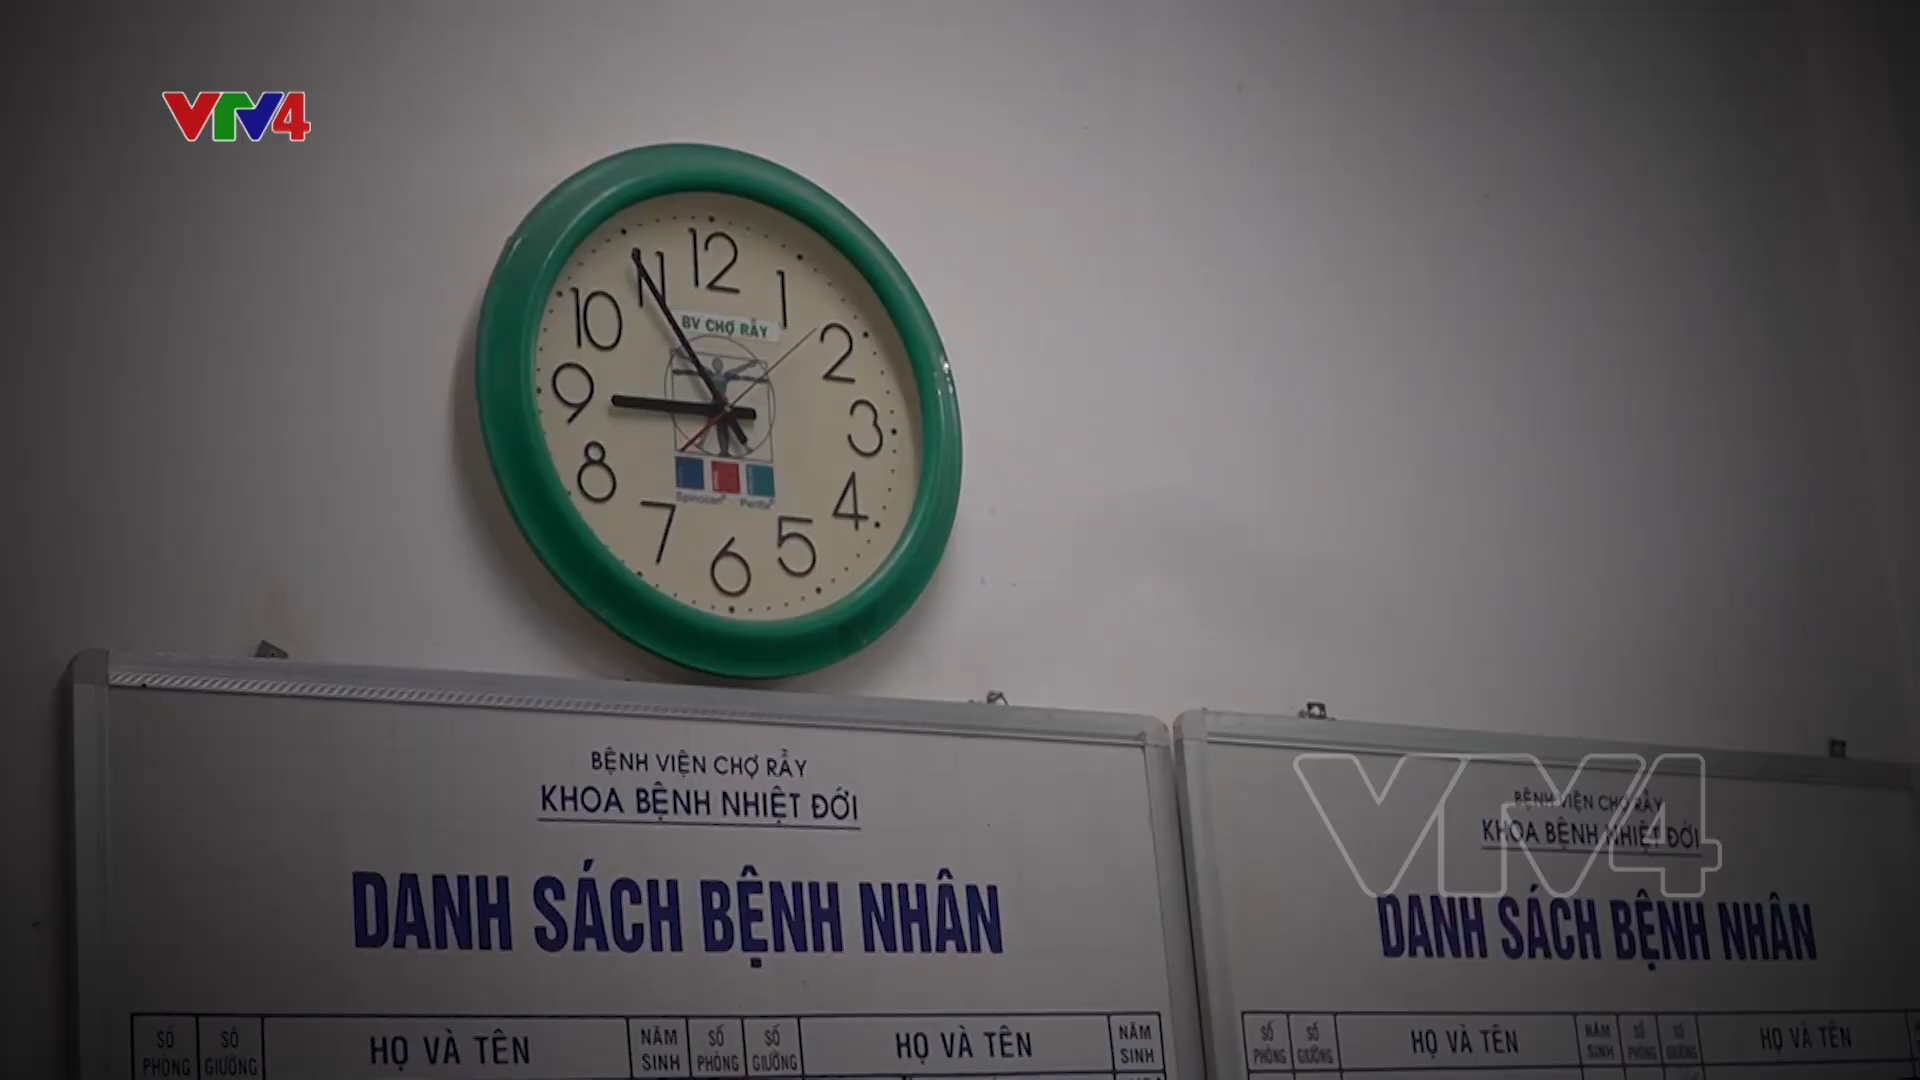 VTV4
12
11
1
10
2
BV CHỢ RẪY
9
3
8
4
7
5
6
BỆNH VIỆN CHỢ RẪY
KHOA BỆNH NHIỆT ĐỚI
DANH SÁCH BỆNH NHÂN
SỐ PHÒNG
SỐ GIƯỜNG
HỌ VÀ TÊN
NĂM SINH
SỐ PHÒNG
SỐ GIƯỜNG
HỌ VÀ TÊN
NĂM SINH
VTV4
BỆNH VIỆN CHỢ RẪY
KHOA BỆNH NHIỆT ĐỚI
DANH SÁCH BỆNH NHÂN
SỐ PHÒNG
SỐ GIƯỜNG
HỌ VÀ TÊN
NĂM SINH
SỐ PHÒNG
SỐ GIƯỜNG
HỌ VÀ TÊN